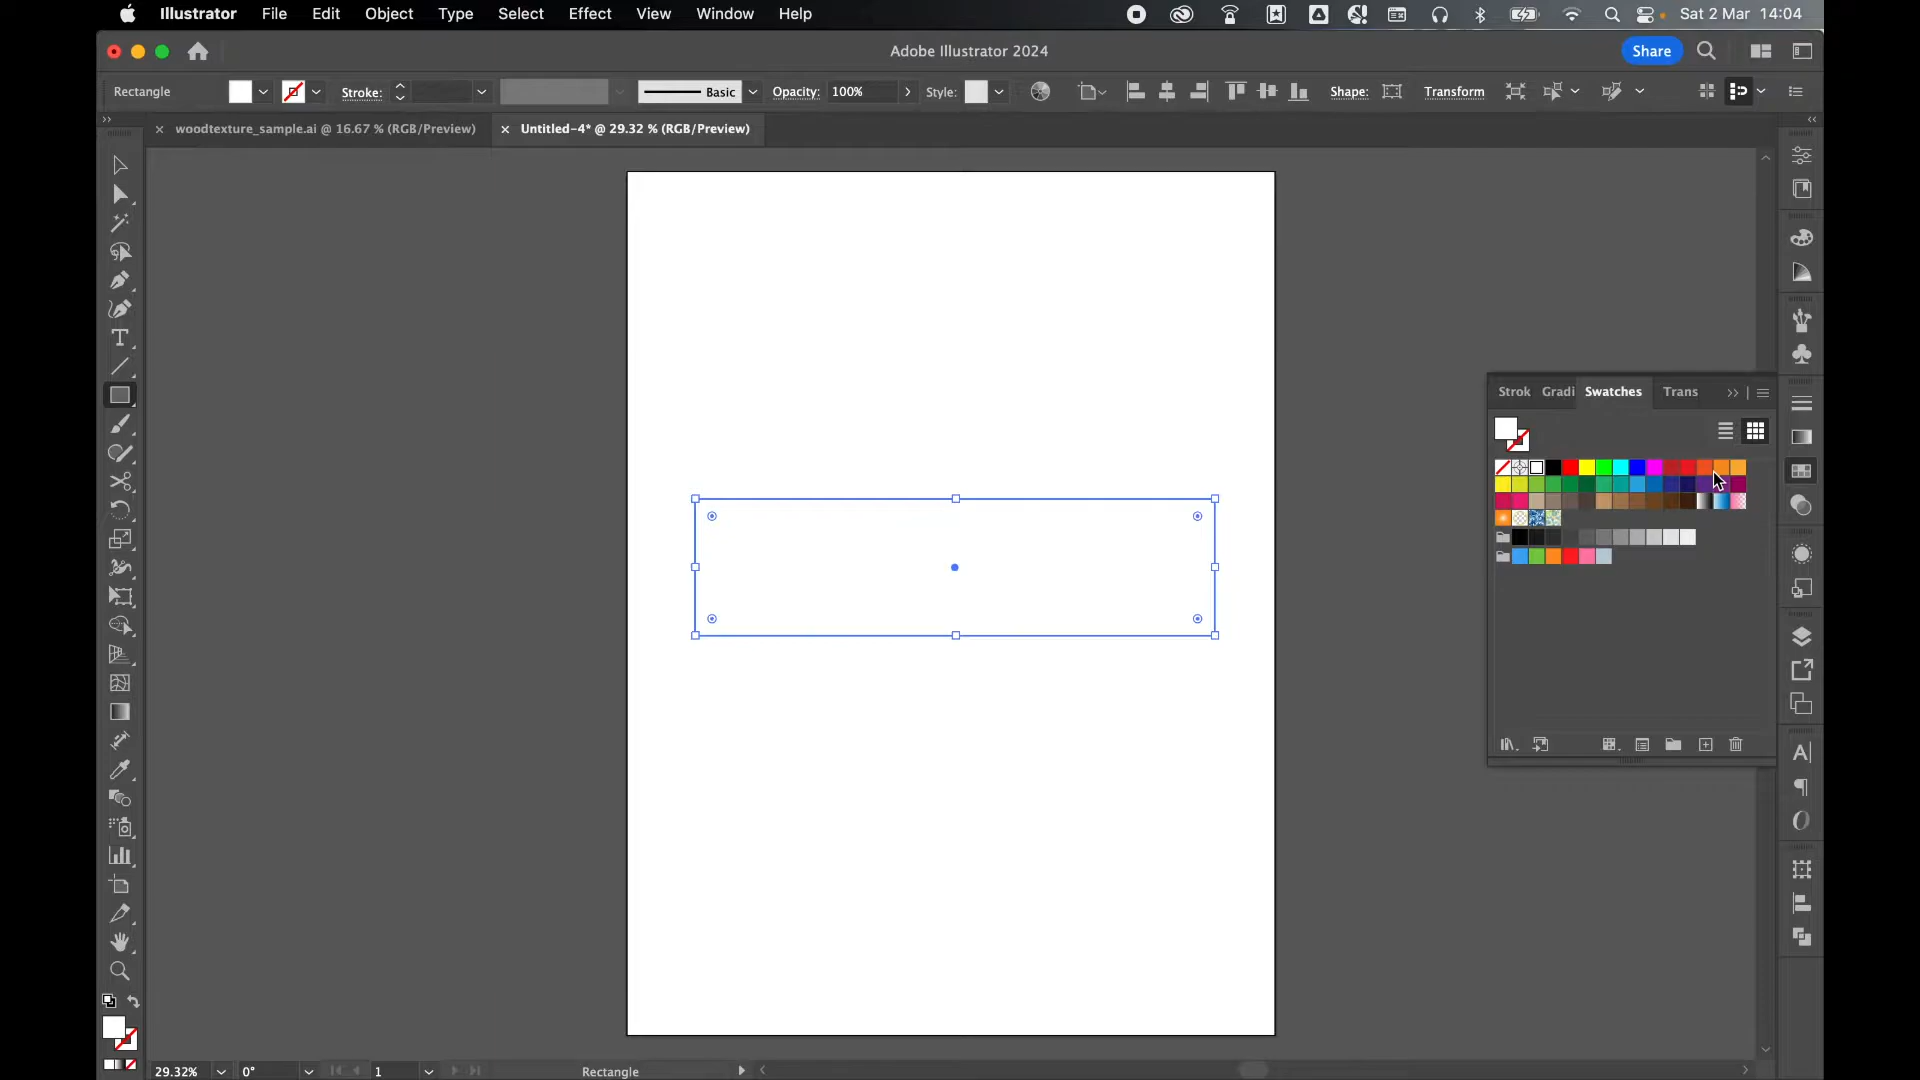 Illustrator File Edit Object Type Select Effect View Window Help Sat 2 Mar 14:04
Adobe Illustrator 2024 Share
Rectangle Stroke: Basic Opacity: 100% Style: Shape: Transform
× woodtexture_sample.ai @ 16.67 % (RGB/Preview) × Untitled-4* @ 29.32 % (RGB/Preview)
Strok Gradi Swatches Trans
29.32% 0° 1 Rectangle